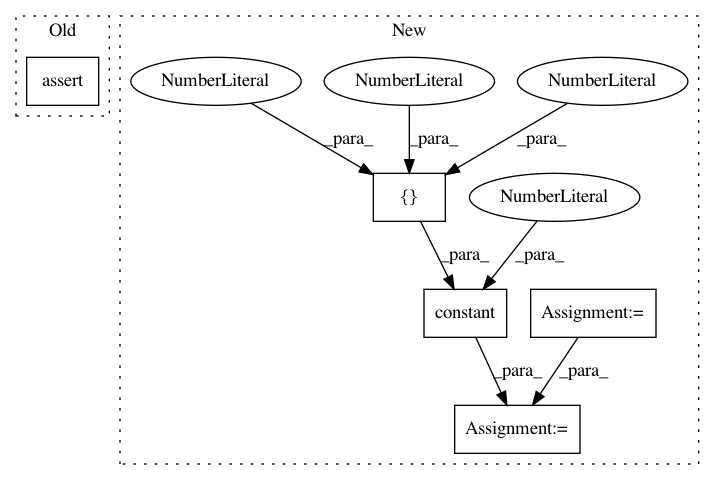 Old
New
assert
NumberLiteral
NumberLiteral
NumberLiteral
_para_
_para_
_para_
{}
NumberLiteral
_para_
_para_
constant
Assignment:=
_para_
_para_
Assignment:=